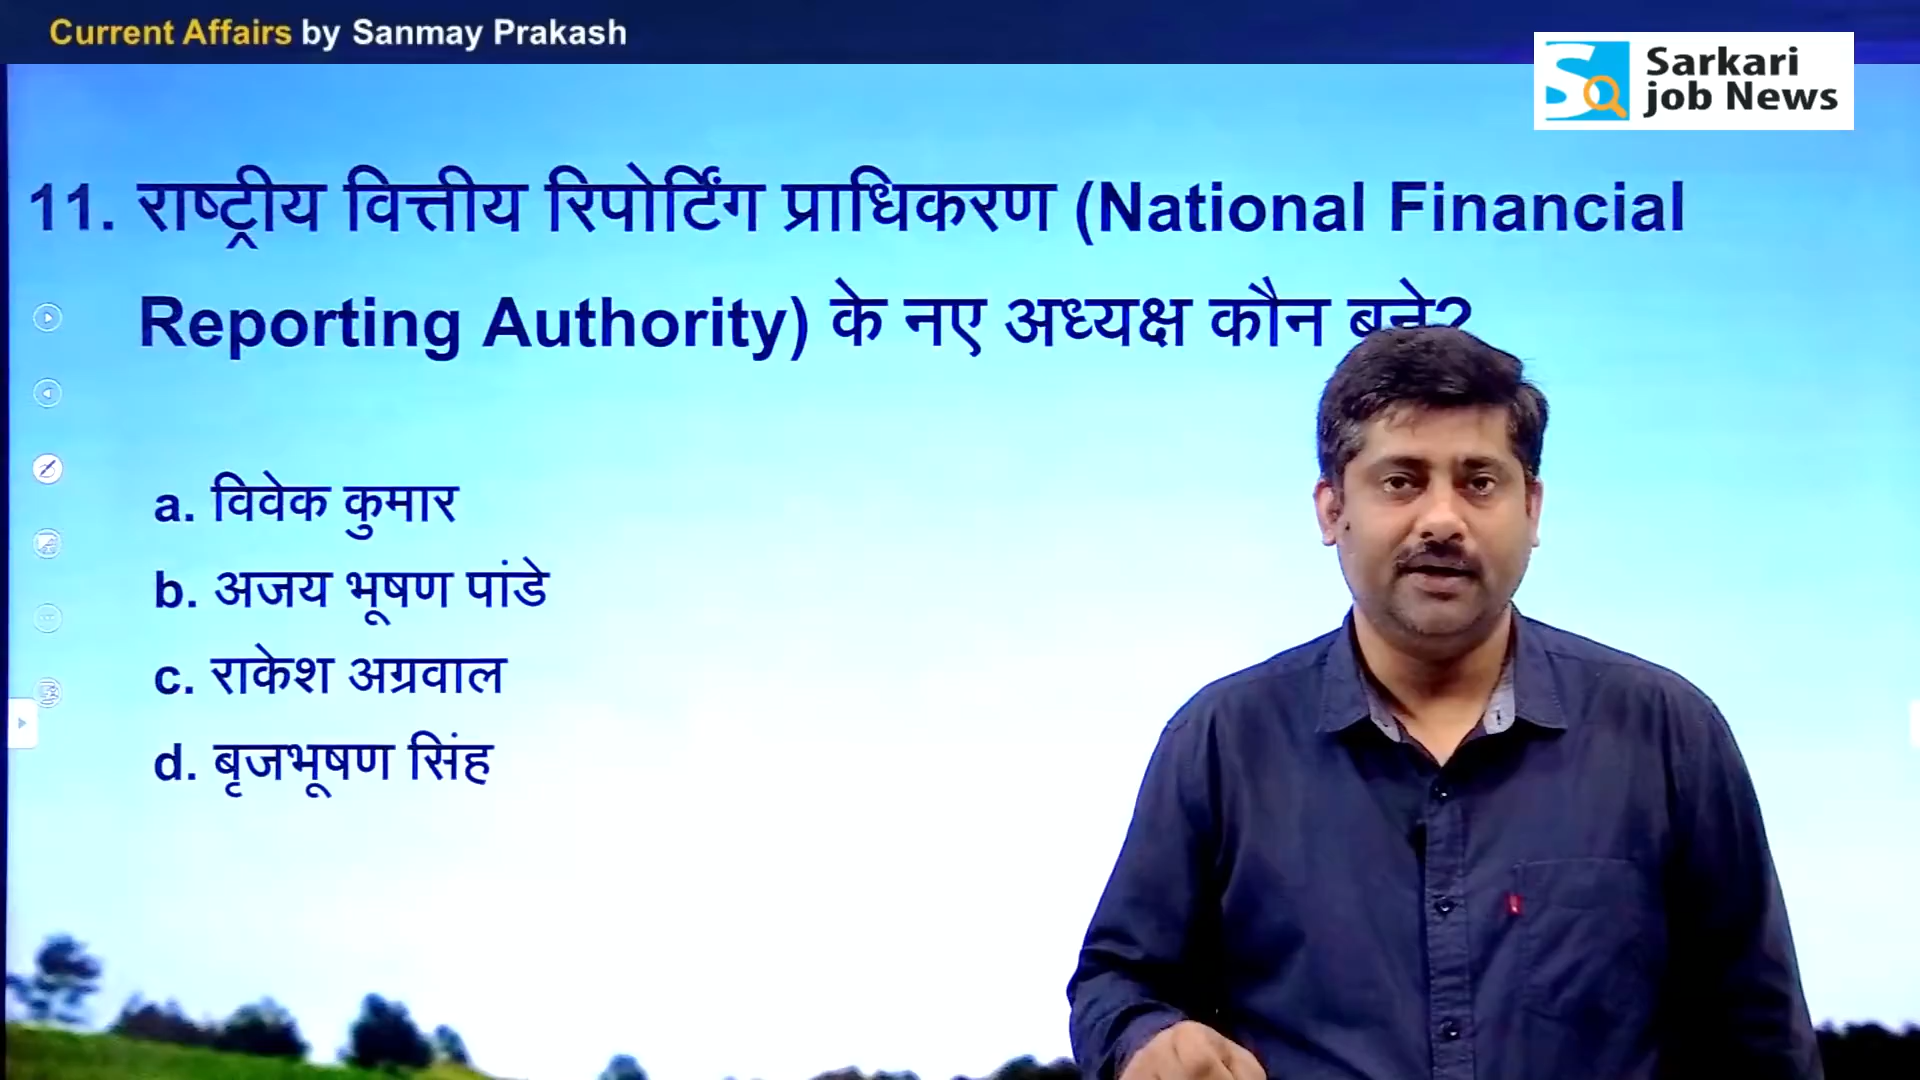 Current Affairs by Sanmay Prakash
Sarkari
job News
11. राष्ट्रीय वित्तीय रिपोर्टिंग प्राधिकरण (National Financial
Reporting Authority) के नए अध्यक्ष कौन बने?
a. विवेक कुमार
b. अजय भूषण पांडे
c. राकेश अग्रवाल
d. बृजभूषण सिंह